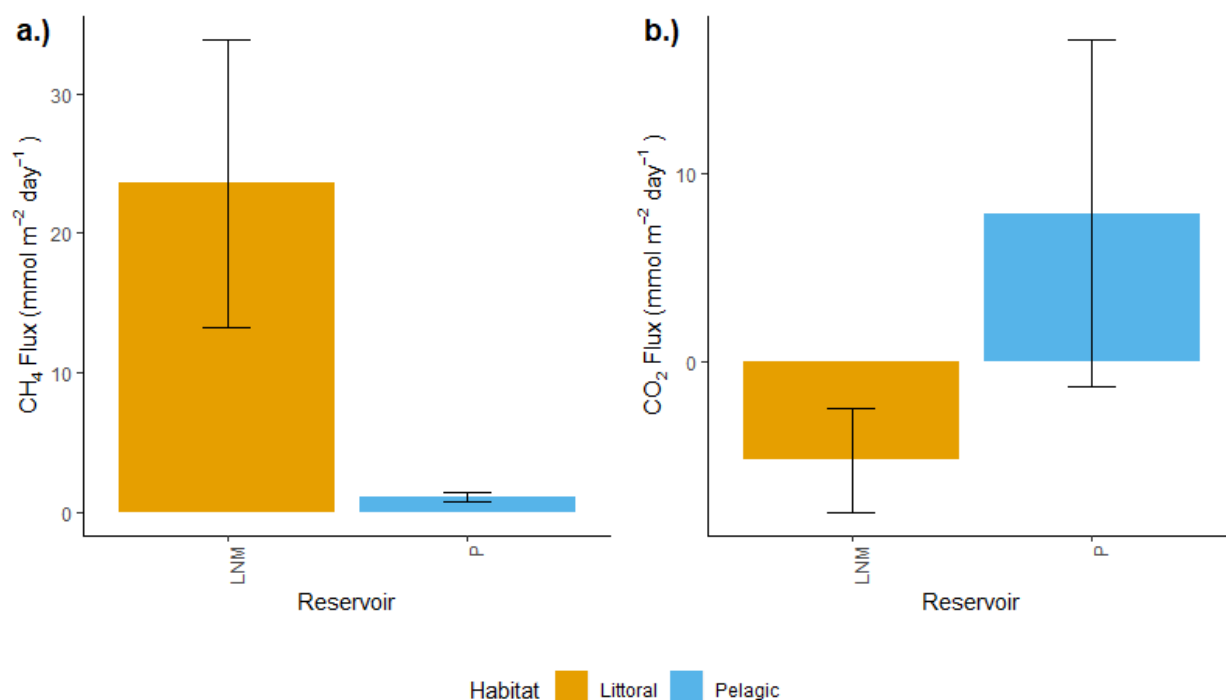 a.)
CH₄ Flux (mmol m⁻² day⁻¹ )
30
20
10
0
LNM
P
Reservoir
b.)
CO₂ Flux (mmol m⁻² day⁻¹ )
10
0
LNM
P
Reservoir
Habitat Littoral Pelagic